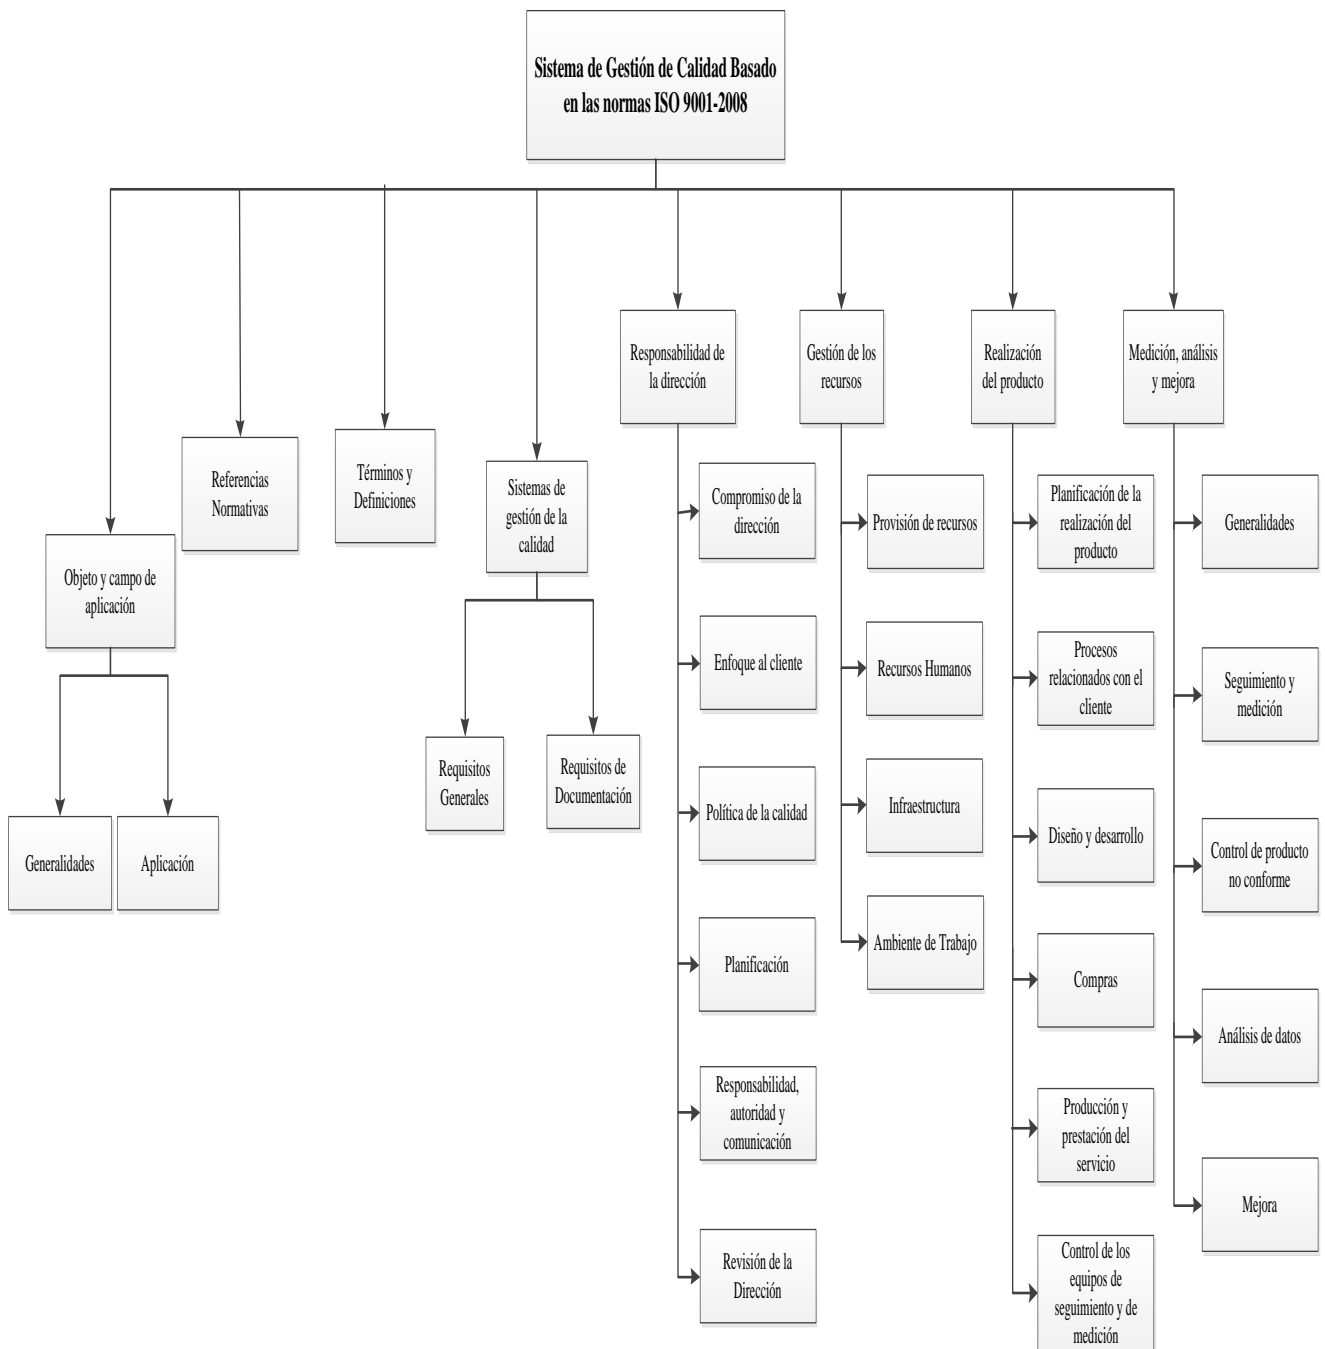 Sistema de Gestión de Calidad Basado
en las normas ISO 9001-2008
Responsabilidad de
la dirección
Gestión de los
recursos
Realización
del producto
Medición, análisis
y mejora
Referencias
Normativas
Términos y
Definiciones
Sistemas de
gestión de la
calidad
Objeto y campo de
aplicación
Generalidades
Aplicación
Requisitos
Generales
Requisitos de
Documentación
Compromiso de la
dirección
Enfoque al cliente
Política de la calidad
Planificación
Responsabilidad,
autoridad y
comunicación
Revisión de la
Dirección
Provisión de recursos
Recursos Humanos
Infraestructura
Ambiente de Trabajo
Planificación de la
realización del
producto
Procesos
relacionados con el
cliente
Diseño y desarrollo
Compras
Producción y
prestación del
servicio
Control de los
equipos de
seguimiento y de
medición
Generalidades
Seguimiento y
medición
Control de producto
no conforme
Análisis de datos
Mejora